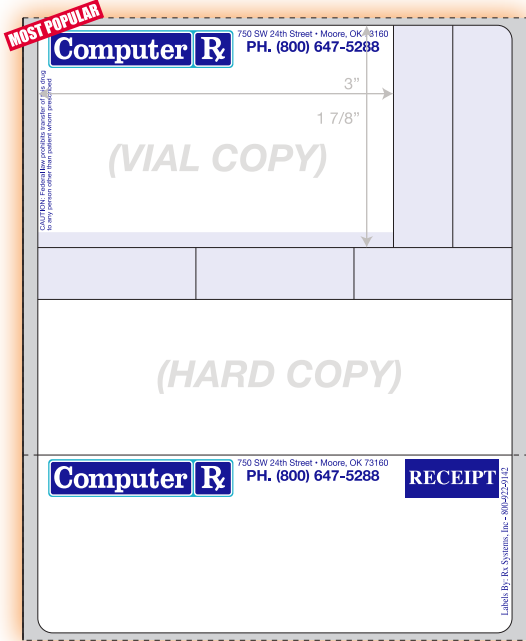 MOST POPULAR
Computer Rx
750 SW 24th Street • Moore, OK 73160
PH. (800) 647-5288
3”
1 7/8”
CAUTION: Federal law prohibits transfer of this drug
to any person other than patient whom prescribed
(VIAL COPY)
(HARD COPY)
Computer Rx
750 SW 24th Street • Moore, OK 73160
PH. (800) 647-5288
RECEIPT
Labels By: Rx Systems, Inc - 800-922-9142